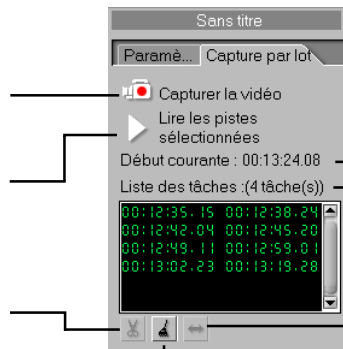 Sans titre
Paramè... Capture par lot
Capturer la vidéo
Lire les pistes
sélectionnées
Début courante : 00:13:24.08
Liste des tâches :(4 tâche(s))
00:12:35.15 00:12:38.24
00:12:42.04 00:12:45.20
00:12:49.11 00:12:59.01
00:13:02.23 00:13:19.28